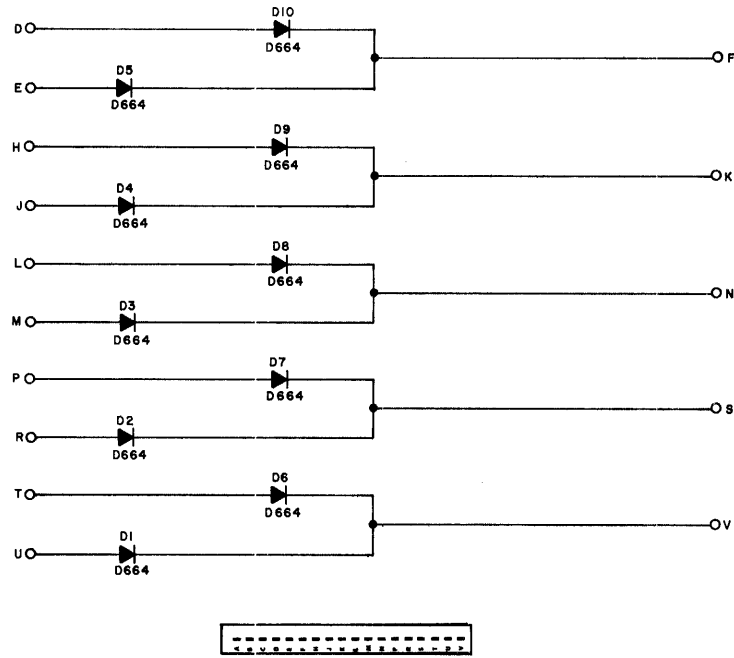 D10
D
D664
F
D5
E
D664
D9
H
D664
K
D4
J
D664
D8
L
D664
N
D3
M
D664
D7
P
D664
S
D2
R
D664
D6
T
D664
V
D1
U
D664
A B C D E F H J K L M N P R S T U V